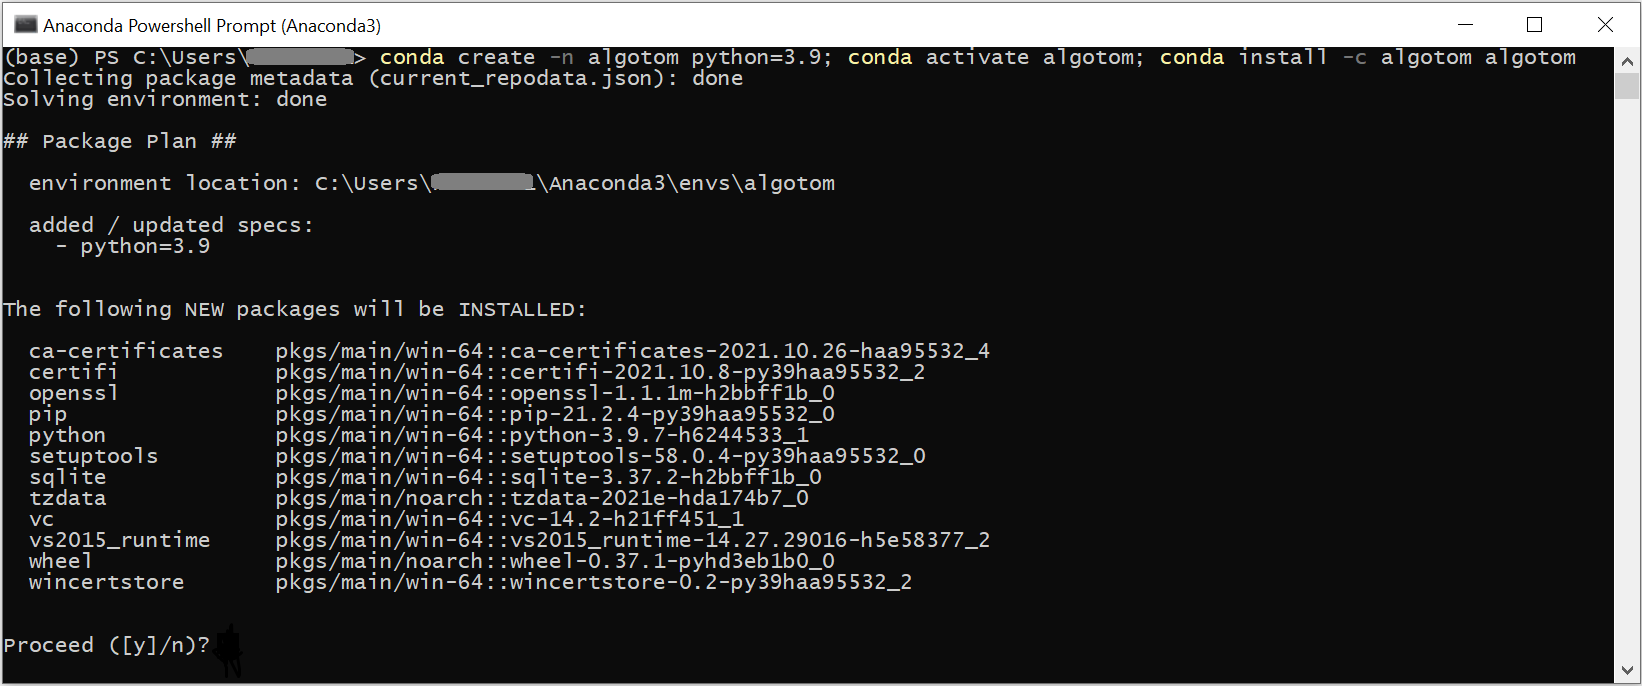 Anaconda Powershell Prompt (Anaconda3)
(base) PS C:\Users\> conda create -n algotom python=3.9; conda activate algotom; conda install -c algotom algotom
Collecting package metadata (current_repodata.json): done
Solving environment: done
## Package Plan ##
environment location: C:\Users\\Anaconda3\envs\algotom
added / updated specs:
- python=3.9
The following NEW packages will be INSTALLED:
ca-certificates pkgs/main/win-64::ca-certificates-2021.10.26-haa95532_4
certifi pkgs/main/win-64::certifi-2021.10.8-py39haa95532_2
openssl pkgs/main/win-64::openssl-1.1.1m-h2bbff1b_0
pip pkgs/main/win-64::pip-21.2.4-py39haa95532_0
python pkgs/main/win-64::python-3.9.7-h6244533_1
setuptools pkgs/main/win-64::setuptools-58.0.4-py39haa95532_0
sqlite pkgs/main/win-64::sqlite-3.37.2-h2bbff1b_0
tzdata pkgs/main/noarch::tzdata-2021e-hda174b7_0
vc pkgs/main/win-64::vc-14.2-h21ff451_1
vs2015_runtime pkgs/main/win-64::vs2015_runtime-14.27.29016-h5e58377_2
wheel pkgs/main/noarch::wheel-0.37.1-pyhd3eb1b0_0
wincertstore pkgs/main/win-64::wincertstore-0.2-py39haa95532_2
Proceed ([y]/n)?